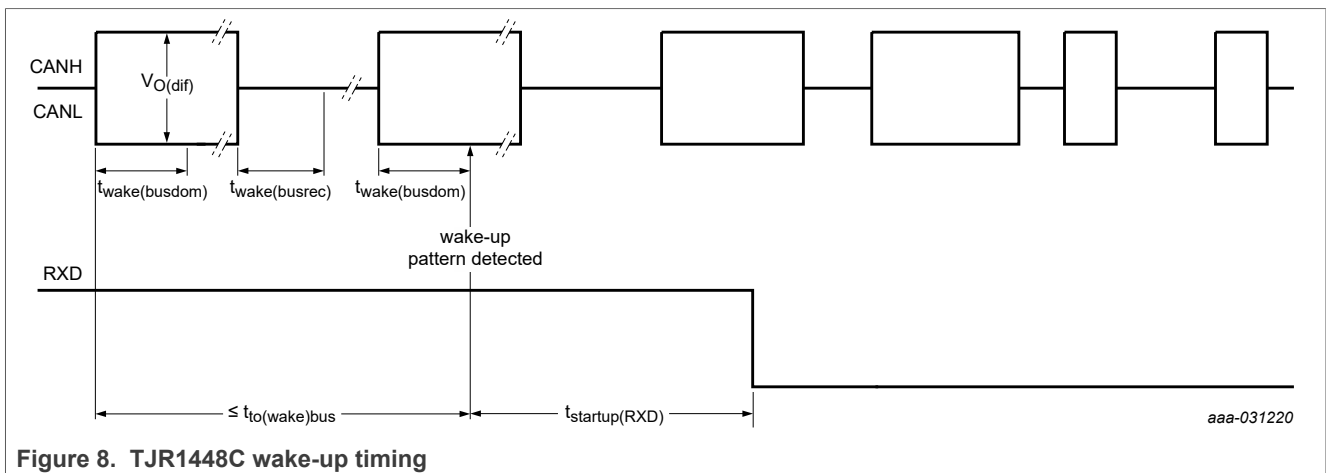 CANH
V_O(dif)
CANL
t_wake(busdom)
t_wake(busrec)
t_wake(busdom)
wake-up
pattern detected
RXD
≤ t_to(wake)bus
t_startup(RXD)
aaa-031220
Figure 8. TJR1448C wake-up timing